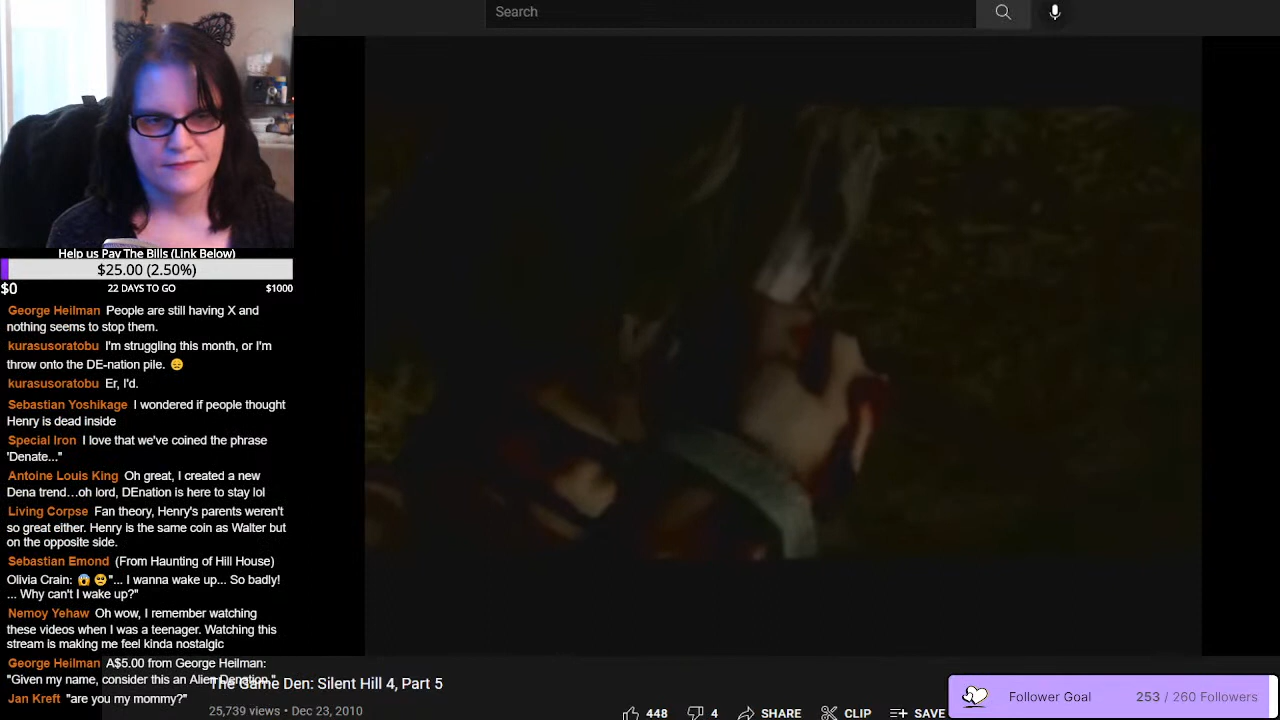 Search
Help us Pay The Bills (Link Below)
$25.00 (2.50%)
$0 22 DAYS TO GO $1000
George Heilman People are still having X and
nothing seems to stop them.
kurasusoratobu I'm struggling this month, or I'm
throw onto the DE-nation pile. 😔
kurasusoratobu Er, I'd.
Sebastian Yoshikage I wondered if people thought
Henry is dead inside
Special Iron I love that we've coined the phrase
'Denate..."
Antoine Louis King Oh great, I created a new
Dena trend…oh lord, DEnation is here to stay lol
Living Corpse Fan theory, Henry's parents weren't
so great either. Henry is the same coin as Walter but
on the opposite side.
Sebastian Emond (From Haunting of Hill House)
Olivia Crain: 😱 🥺"... I wanna wake up... So badly!
... Why can't I wake up?"
Nemoy Yehaw Oh wow, I remember watching
these videos when I was a teenager. Watching this
stream is making me feel kinda nostalgic
George Heilman A$5.00 from George Heilman:
"Given my name, consider this an Alien Denation."
Jan Kreft "are you my mommy?"
The Game Den: Silent Hill 4, Part 5
25,739 views • Dec 23, 2010
448 4 SHARE CLIP SAVE
Follower Goal 253 / 260 Followers